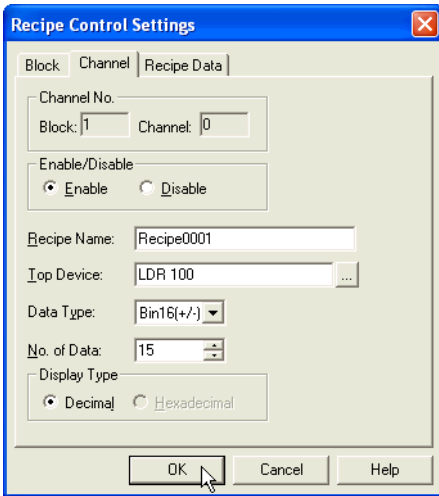 Recipe Control Settings
Block Channel Recipe Data
Channel No.
Block: 1 Channel: 0
Enable/Disable
Enable Disable
Recipe Name: Recipe0001
Top Device: LDR 100 ...
Data Type: Bin16(+/-)
No. of Data: 15
Display Type
Decimal Hexadecimal
OK Cancel Help